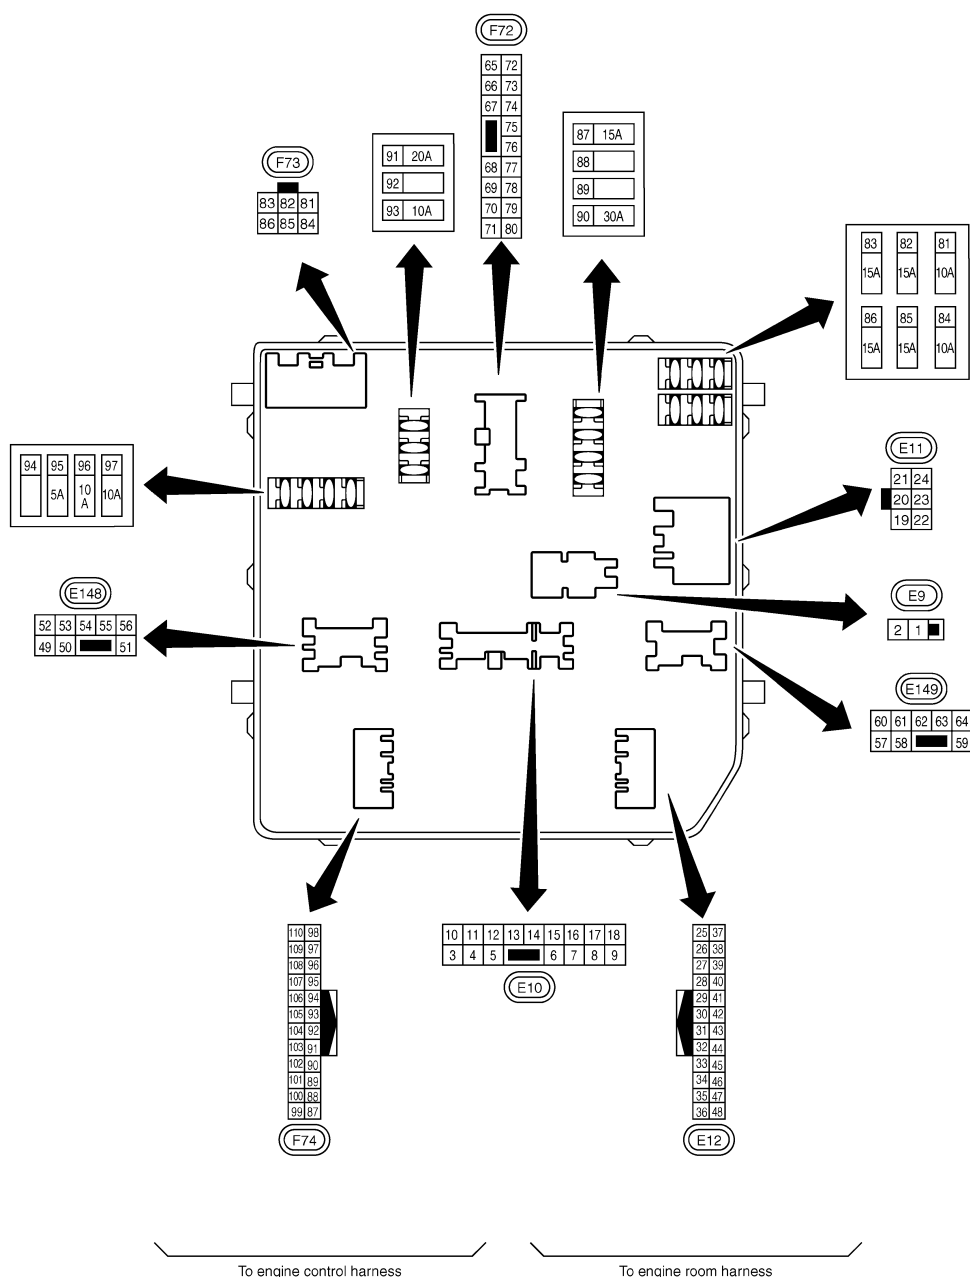 F72
65 72
66 73
67 74
75
76
68 77
69 78
70 79
71 80
F73
83 82 81
86 85 84
91 20A
92
93 10A
87 15A
88
89
90 30A
83 82 81
15A 15A 10A
86 85 84
15A 15A 10A
94 95 96 97
5A 10 A 10A
E11
21 24
20 23
19 22
E148
52 53 54 55 56
49 50 51
E9
2 1
E149
60 61 62 63 64
57 58 59
110 98
109 97
108 96
107 95
106 94
105 93
104 92
103 91
102 90
101 89
100 88
99 87
F74
10 11 12 13 14 15 16 17 18
3 4 5 6 7 8 9
E10
25 37
26 38
27 39
28 40
29 41
30 42
31 43
32 44
33 45
34 46
35 47
36 48
E12
To engine control harness
To engine room harness